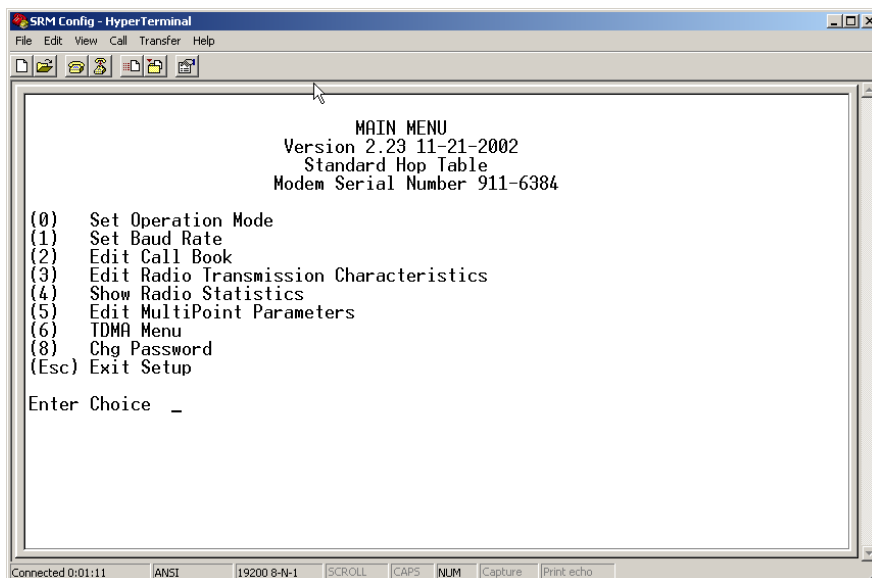 SRM Config - HyperTerminal
File Edit View Call Transfer Help
MAIN MENU
Version 2.23 11-21-2002
Standard Hop Table
Modem Serial Number 911-6384
(0) Set Operation Mode
(1) Set Baud Rate
(2) Edit Call Book
(3) Edit Radio Transmission Characteristics
(4) Show Radio Statistics
(5) Edit MultiPoint Parameters
(6) TDMA Menu
(8) Chg Password
(Esc) Exit Setup
Enter Choice _
Connected 0:01:11 ANSI 19200 8-N-1 SCROLL CAPS NUM Capture Print echo